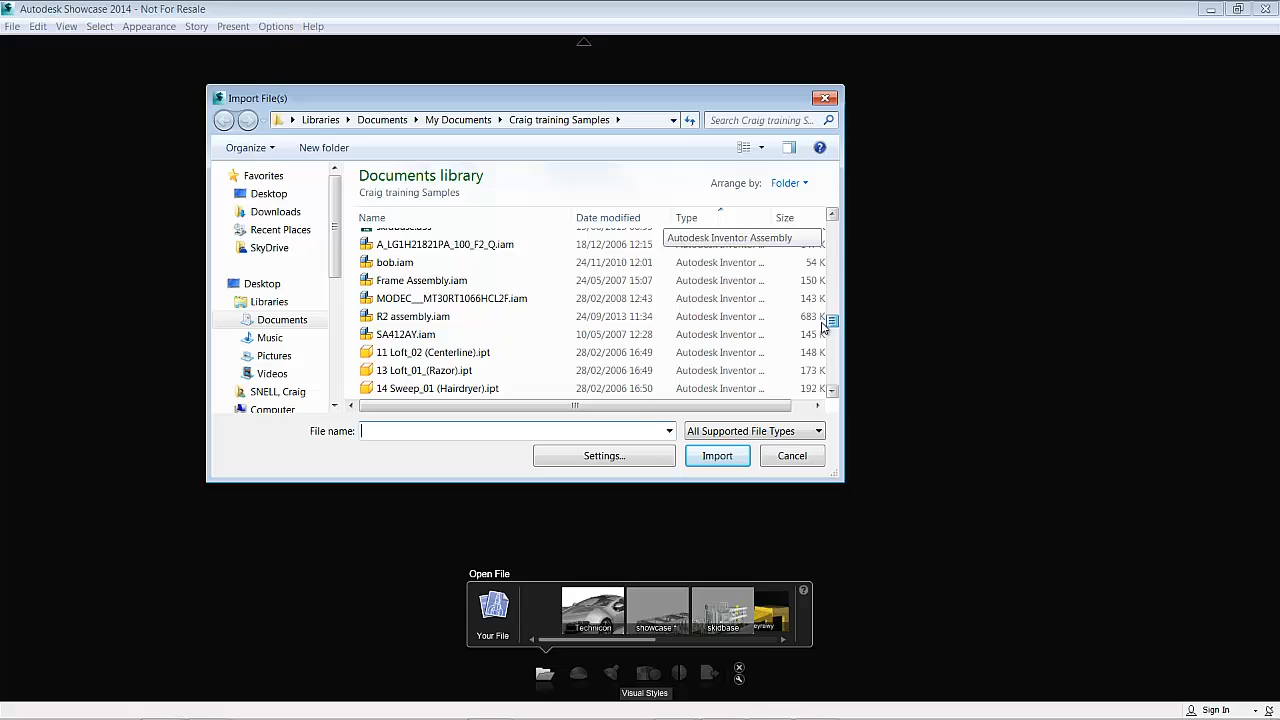 Autodesk Showcase 2014 - Not For Resale
File Edit View Select Appearance Story Present Options Help
Import File(s)
Libraries Documents My Documents Craig training Samples
Search Craig training S...
Organize New folder
Favorites
Desktop
Downloads
Recent Places
SkyDrive
Desktop
Libraries
Documents
Music
Pictures
Videos
SNELL, Craig
Computer
Documents library
Craig training Samples
Arrange by: Folder
Name Date modified Type Size
Autodesk Inventor Assembly
A_LG1H21821PA_100_F2_Q.iam 18/12/2006 12:15
bob.iam 24/11/2010 12:01 Autodesk Inventor ... 54 K
Frame Assembly.iam 24/05/2007 15:07 Autodesk Inventor ... 150 K
MODEC__MT30RT1066HCL2F.iam 28/02/2008 12:43 Autodesk Inventor ... 143 K
R2 assembly.iam 24/09/2013 11:34 Autodesk Inventor ... 683 K
SA412AY.iam 10/05/2007 12:28 Autodesk Inventor ... 145 K
11 Loft_02 (Centerline).ipt 28/02/2006 16:49 Autodesk Inventor ... 148 K
13 Loft_01_(Razor).ipt 28/02/2006 16:49 Autodesk Inventor ... 173 K
14 Sweep_01 (Hairdryer).ipt 28/02/2006 16:50 Autodesk Inventor ... 192 K
File name: All Supported File Types
Settings... Import Cancel
Open File
Your File
Technicon showcase skidbase
Visual Styles
Sign In